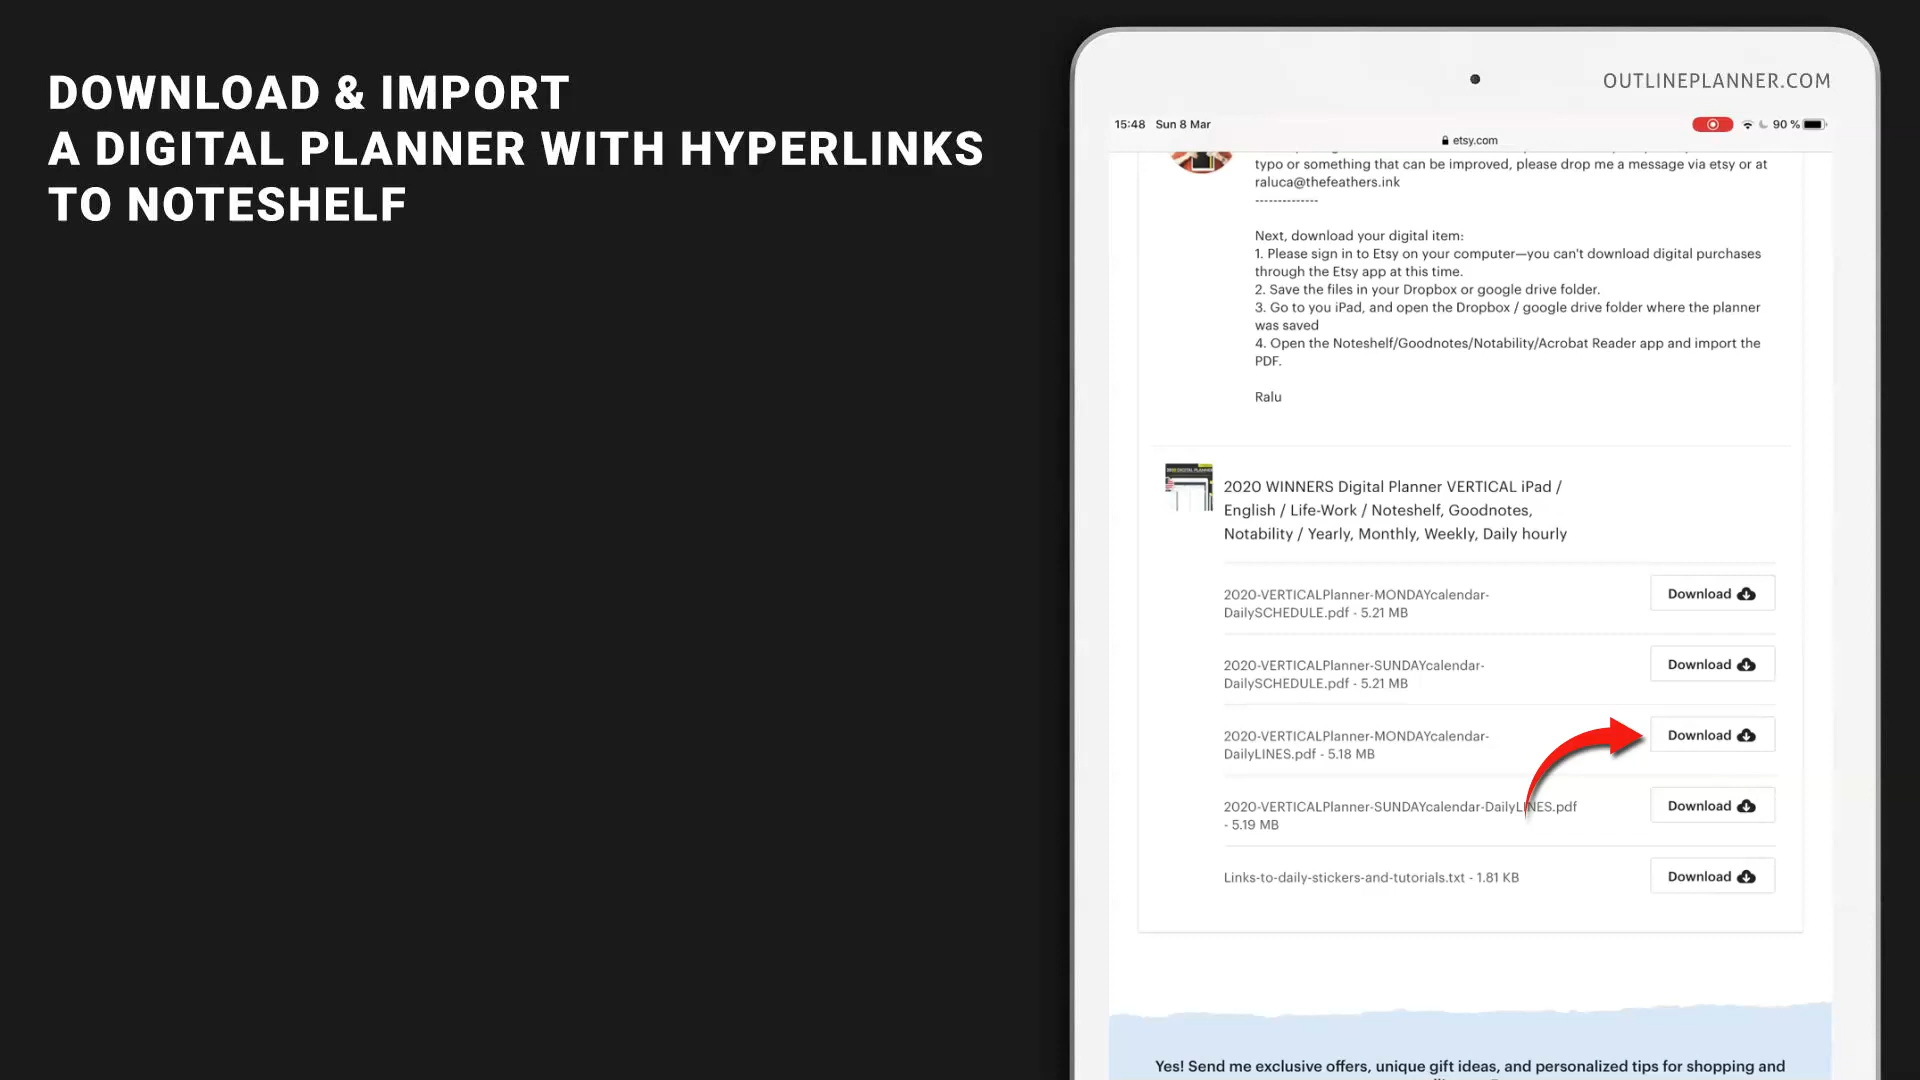 DOWNLOAD & IMPORT
A DIGITAL PLANNER WITH HYPERLINKS
TO NOTESHELF
OUTLINEPLANNER.COM
15:48 Sun 8 Mar
90 %
etsy.com
typo or something that can be improved, please drop me a message via etsy or at
raluca@thefeathers.ink
--------------
Next, download your digital item:
1. Please sign in to Etsy on your computer—you can't download digital purchases
through the Etsy app at this time.
2. Save the files in your Dropbox or google drive folder.
3. Go to you iPad, and open the Dropbox / google drive folder where the planner
was saved
4. Open the Noteshelf/Goodnotes/Notability/Acrobat Reader app and import the
PDF.
Ralu
2020 WINNERS Digital Planner VERTICAL iPad /
English / Life-Work / Noteshelf, Goodnotes,
Notability / Yearly, Monthly, Weekly, Daily hourly
2020-VERTICALPlanner-MONDAYcalendar-
DailySCHEDULE.pdf - 5.21 MB
Download
2020-VERTICALPlanner-SUNDAYcalendar-
DailySCHEDULE.pdf - 5.21 MB
Download
2020-VERTICALPlanner-MONDAYcalendar-
DailyLINES.pdf - 5.18 MB
Download
2020-VERTICALPlanner-SUNDAYcalendar-DailyLINES.pdf
- 5.19 MB
Download
Links-to-daily-stickers-and-tutorials.txt - 1.81 KB
Download
Yes! Send me exclusive offers, unique gift ideas, and personalized tips for shopping and